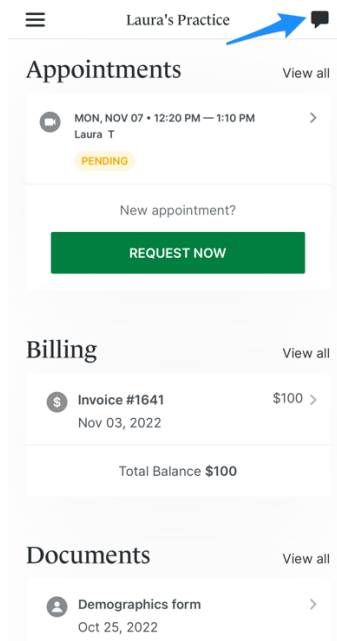 Laura's Practice
Appointments
View all
MON, NOV 07 • 12:20 PM — 1:10 PM
Laura T
PENDING
New appointment?
REQUEST NOW
Billing
View all
Invoice #1641
$100
Nov 03, 2022
Total Balance $100
Documents
View all
Demographics form
Oct 25, 2022